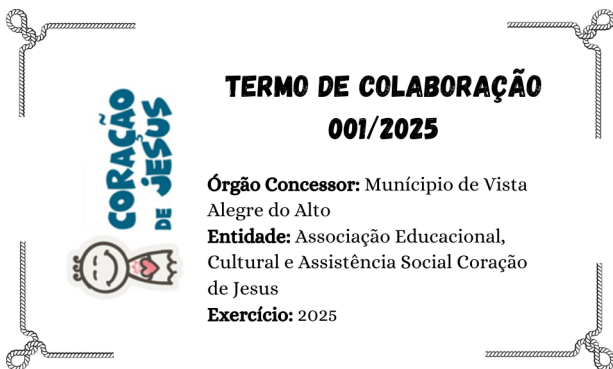 CORAÇÃO
DE JESUS
TERMO DE COLABORAÇÃO
001/2025
Órgão Concessor: Munícipio de Vista
Alegre do Alto
Entidade: Associação Educacional,
Cultural e Assistência Social Coração
de Jesus
Exercício: 2025